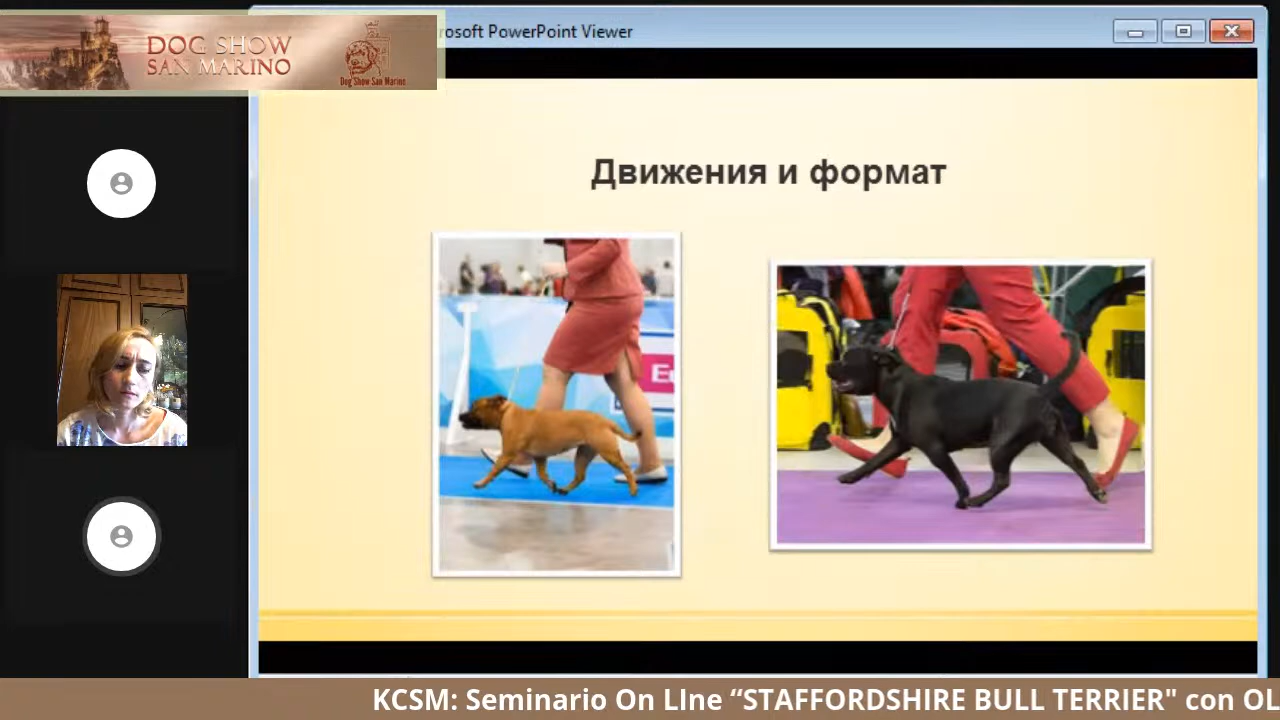 DOG SHOW
SAN MARINO
Dog Show San Marino
rosoft PowerPoint Viewer
Движения и формат
KCSM: Seminario On LIne “STAFFORDSHIRE BULL TERRIER" con OL